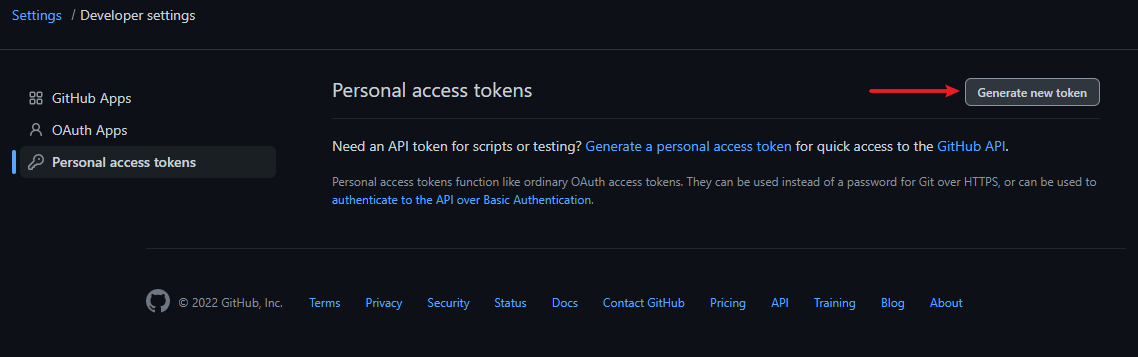 Settings / Developer settings
GitHub Apps
OAuth Apps
Personal access tokens
Personal access tokens
Generate new token
Need an API token for scripts or testing? Generate a personal access token for quick access to the GitHub API.
Personal access tokens function like ordinary OAuth access tokens. They can be used instead of a password for Git over HTTPS, or can be used to
authenticate to the API over Basic Authentication.
© 2022 GitHub, Inc. Terms Privacy Security Status Docs Contact GitHub Pricing API Training Blog About